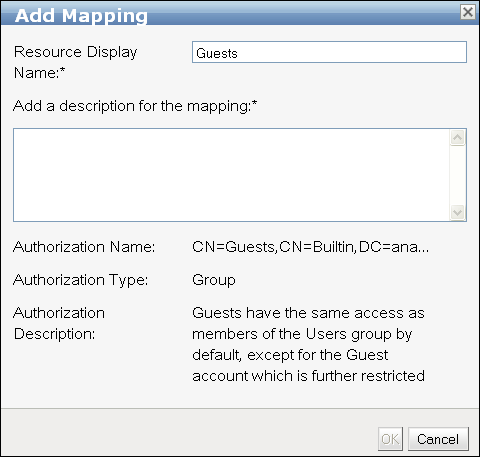 Add Mapping
Resource Display
Name:*
Guests
Add a description for the mapping:*
Authorization Name: CN=Guests,CN=Builtin,DC=ana...
Authorization Type: Group
Authorization
Description:
Guests have the same access as
members of the Users group by
default, except for the Guest
account which is further restricted
OK Cancel